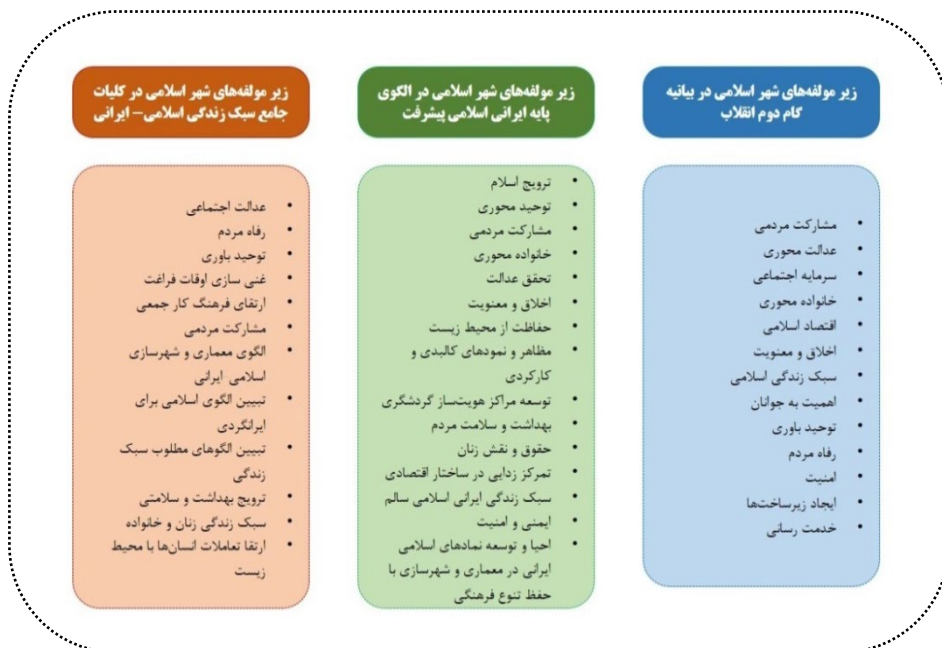 زیر مولفه‌های شهر اسلامی در بیانیه
گام دوم انقلاب
• مشارکت مردمی
• عدالت محوری
• سرمایه اجتماعی
• خانواده محوری
• اقتصاد اسلامی
• اخلاق و معنویت
• سبک زندگی اسلامی
• اهمیت به جوانان
• توحید باوری
• رفاه مردم
• امنیت
• ایجاد زیرساخت‌ها
• خدمت رسانی
زیر مولفه‌های شهر اسلامی در الگوی
پایه ایرانی اسلامی پیشرفت
• ترویج اسلام
• توحید محوری
• مشارکت مردمی
• خانواده محوری
• تحقق عدالت
• اخلاق و معنویت
• حفاظت از محیط زیست
• مظاهر و نمودهای کالبدی و
کارکردی
• توسعه مراکز هویت‌ساز گردشگری
• بهداشت و سلامت مردم
• حقوق و نقش زنان
• تمرکز زدایی در ساختار اقتصادی
• سبک زندگی ایرانی اسلامی سالم
• ایمنی و امنیت
• احیا و توسعه نمادهای اسلامی
ایرانی در معماری و شهرسازی با
حفظ تنوع فرهنگی
زیر مولفه‌های شهر اسلامی در کلیات
جامع سبک زندگی اسلامی– ایرانی
• عدالت اجتماعی
• رفاه مردم
• توحید باوری
• غنی سازی اوقات فراغت
• ارتقای فرهنگ کار جمعی
• مشارکت مردمی
• الگوی معماری و شهرسازی
اسلامی-ایرانی
• تبیین الگوی اسلامی برای
ایرانگردی
• تبیین الگوهای مطلوب سبک
زندگی
• ترویج بهداشت و سلامتی
• سبک زندگی زنان و خانواده
• ارتقا تعاملات انسان‌ها با محیط
زیست